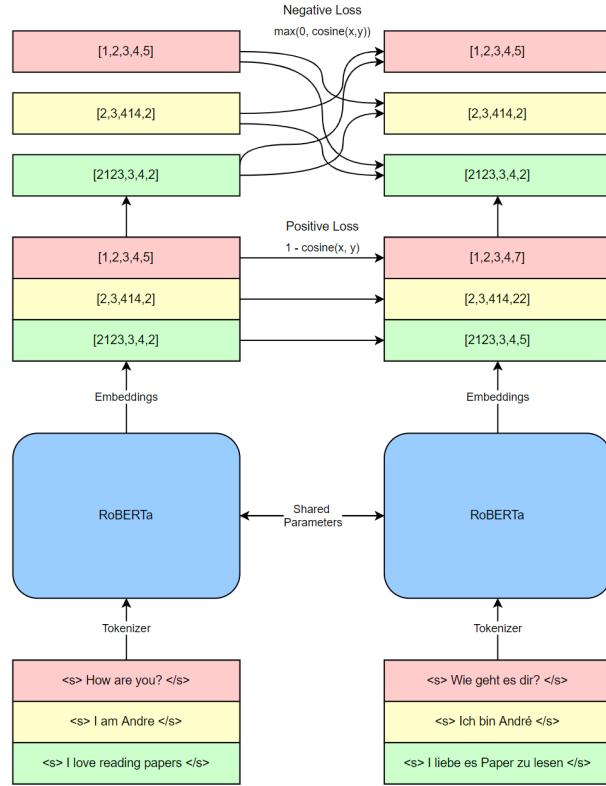 Negative Loss
max(0, cosine(x,y))
[1,2,3,4,5]
[1,2,3,4,5]
[2,3,414,2]
[2,3,414,2]
[2123,3,4,2]
[2123,3,4,2]
Positive Loss
1 - cosine(x, y)
[1,2,3,4,5]
[1,2,3,4,7]
[2,3,414,2]
[2,3,414,22]
[2123,3,4,2]
[2123,3,4,5]
Embeddings
Embeddings
RoBERTa
Shared
Parameters
RoBERTa
Tokenizer
Tokenizer
<s> How are you? </s>
<s> Wie geht es dir? </s>
<s> I am Andre </s>
<s> Ich bin André </s>
<s> I love reading papers </s>
<s> I liebe es Paper zu lesen </s>